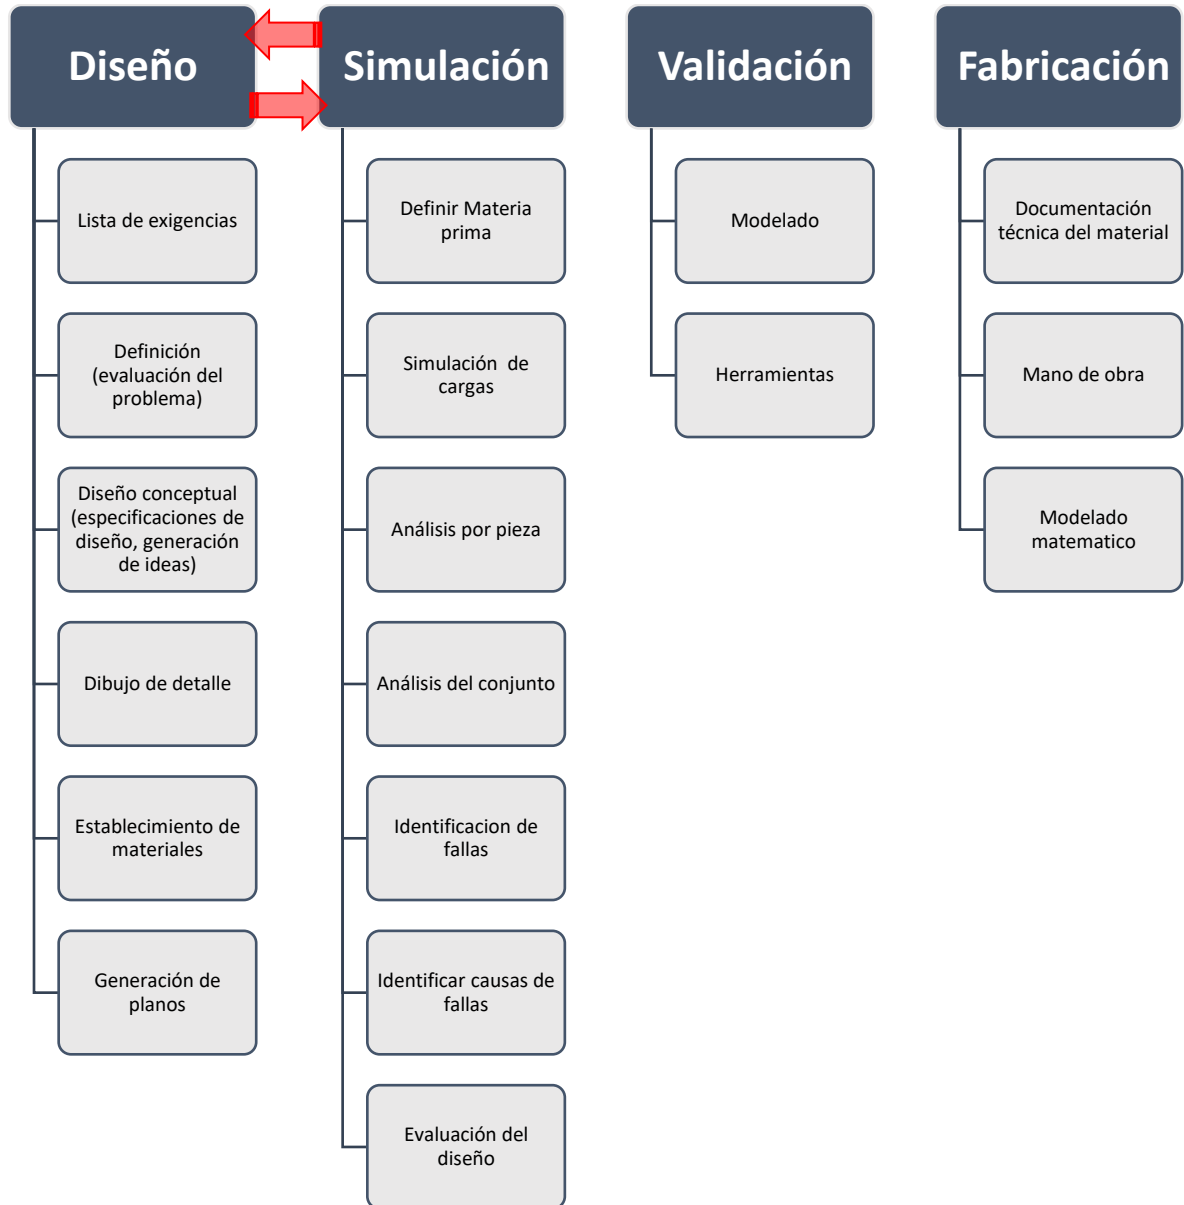 Diseño
Lista de exigencias
Definición
(evaluación del
problema)
Diseño conceptual
(especificaciones de
diseño, generación
de ideas)
Dibujo de detalle
Establecimiento de
materiales
Generación de
planos
Simulación
Definir Materia
prima
Simulación de
cargas
Análisis por pieza
Análisis del conjunto
Identificacion de
fallas
Identificar causas de
fallas
Evaluación del
diseño
Validación
Modelado
Herramientas
Fabricación
Documentación
técnica del material
Mano de obra
Modelado
matematico